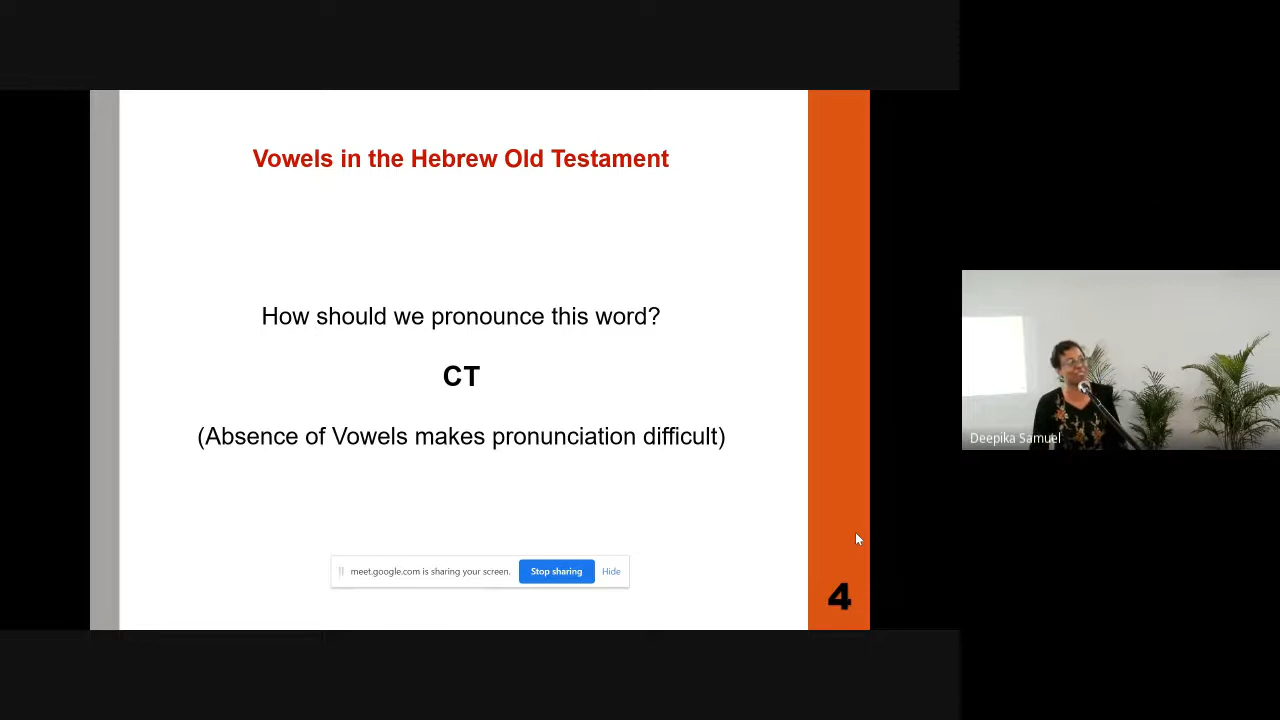 Vowels in the Hebrew Old Testament
How should we pronounce this word?
CT
(Absence of Vowels makes pronunciation difficult)
meet.google.com is sharing your screen. Stop sharing Hide
4
Deepika Samuel